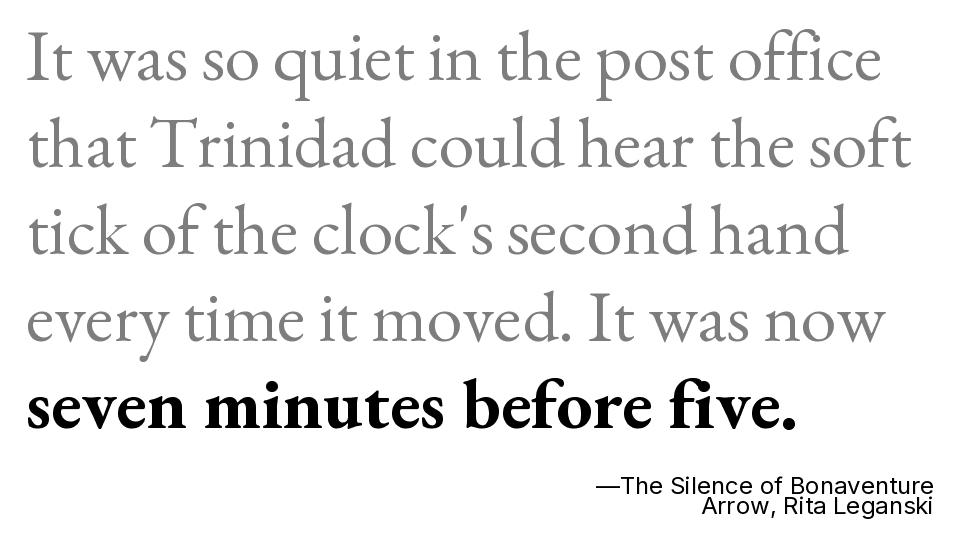 It was so quiet in the post office
that Trinidad could hear the soft
tick of the clock's second hand
every time it moved. It was now
seven minutes before five.
—The Silence of Bonaventure
Arrow, Rita Leganski